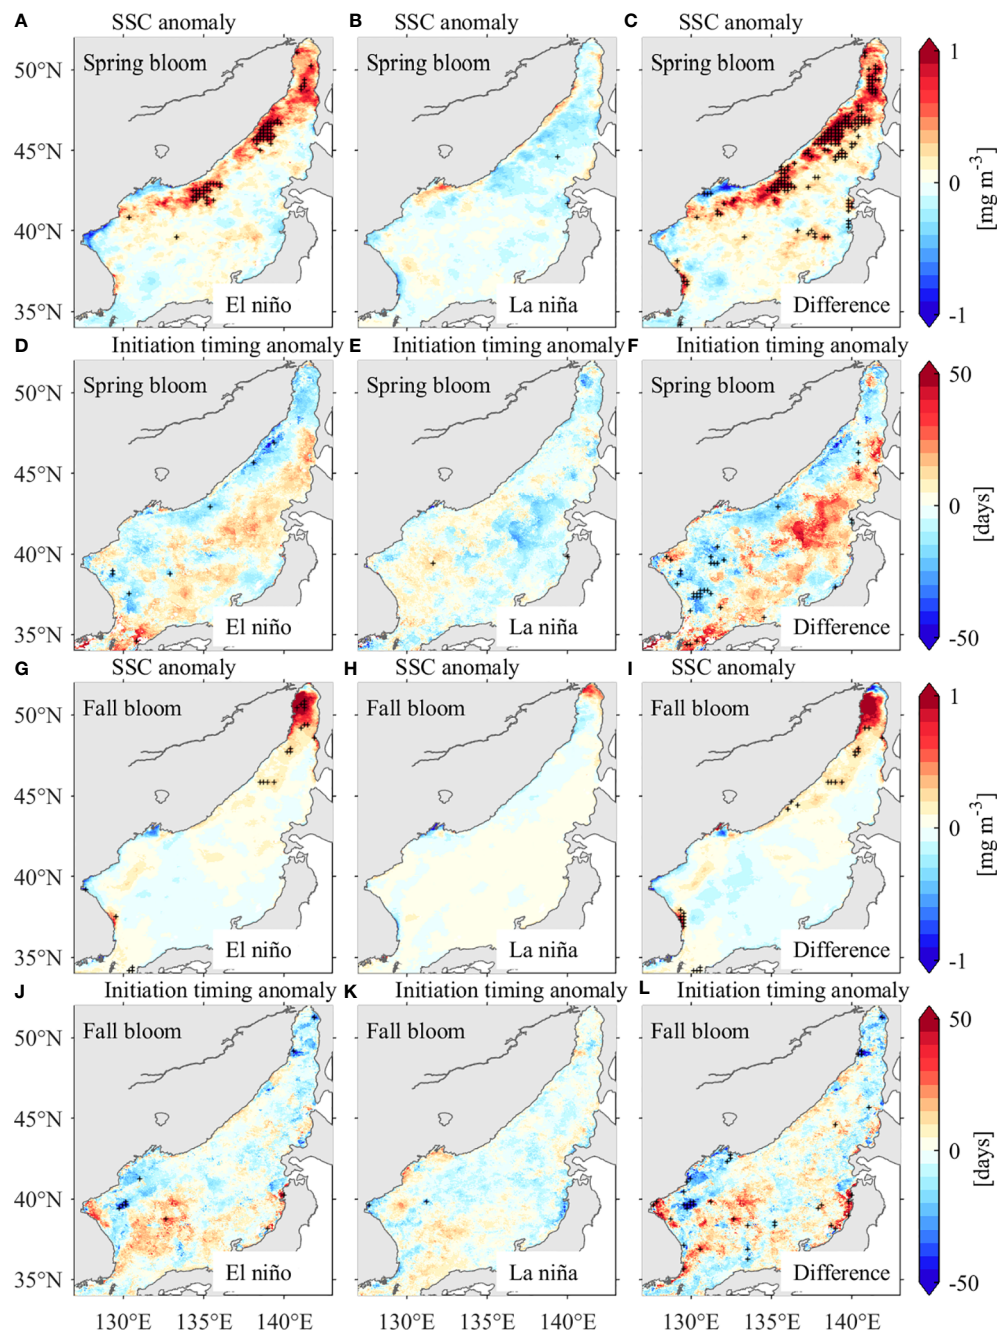 A SSC anomaly
B SSC anomaly
C SSC anomaly
50°N
45°N
40°N
35°N
Spring bloom
El niño
Spring bloom
La niña
Spring bloom
Difference
1
0
-1
[mg m-3]
D Initiation timing anomaly
E Initiation timing anomaly
F Initiation timing anomaly
50°N
45°N
40°N
35°N
Spring bloom
El niño
Spring bloom
La niña
Spring bloom
Difference
50
0
-50
[days]
G SSC anomaly
H SSC anomaly
I SSC anomaly
50°N
45°N
40°N
35°N
Fall bloom
El niño
Fall bloom
La niña
Fall bloom
Difference
1
0
-1
[mg m-3]
J Initiation timing anomaly
K Initiation timing anomaly
L Initiation timing anomaly
50°N
45°N
40°N
35°N
Fall bloom
El niño
Fall bloom
La niña
Fall bloom
Difference
50
0
-50
[days]
130°E 135°E 140°E
130°E 135°E 140°E
130°E 135°E 140°E